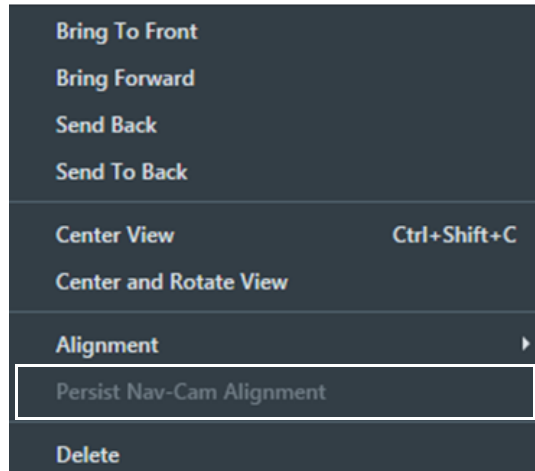 Bring To Front
Bring Forward
Send Back
Send To Back
Center View Ctrl+Shift+C
Center and Rotate View
Alignment
Persist Nav-Cam Alignment
Delete